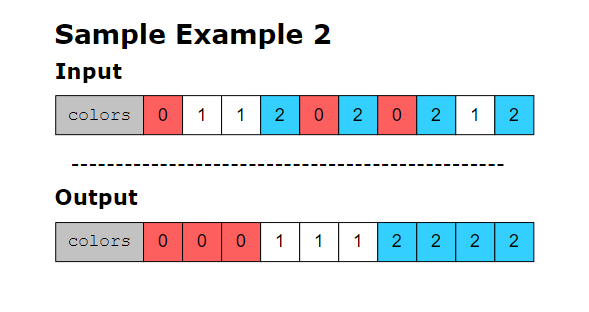 Sample Example 2
Input
colors 0 1 1 2 0 2 0 2 1 2
------------------------------------------------
Output
colors 0 0 0 1 1 1 2 2 2 2